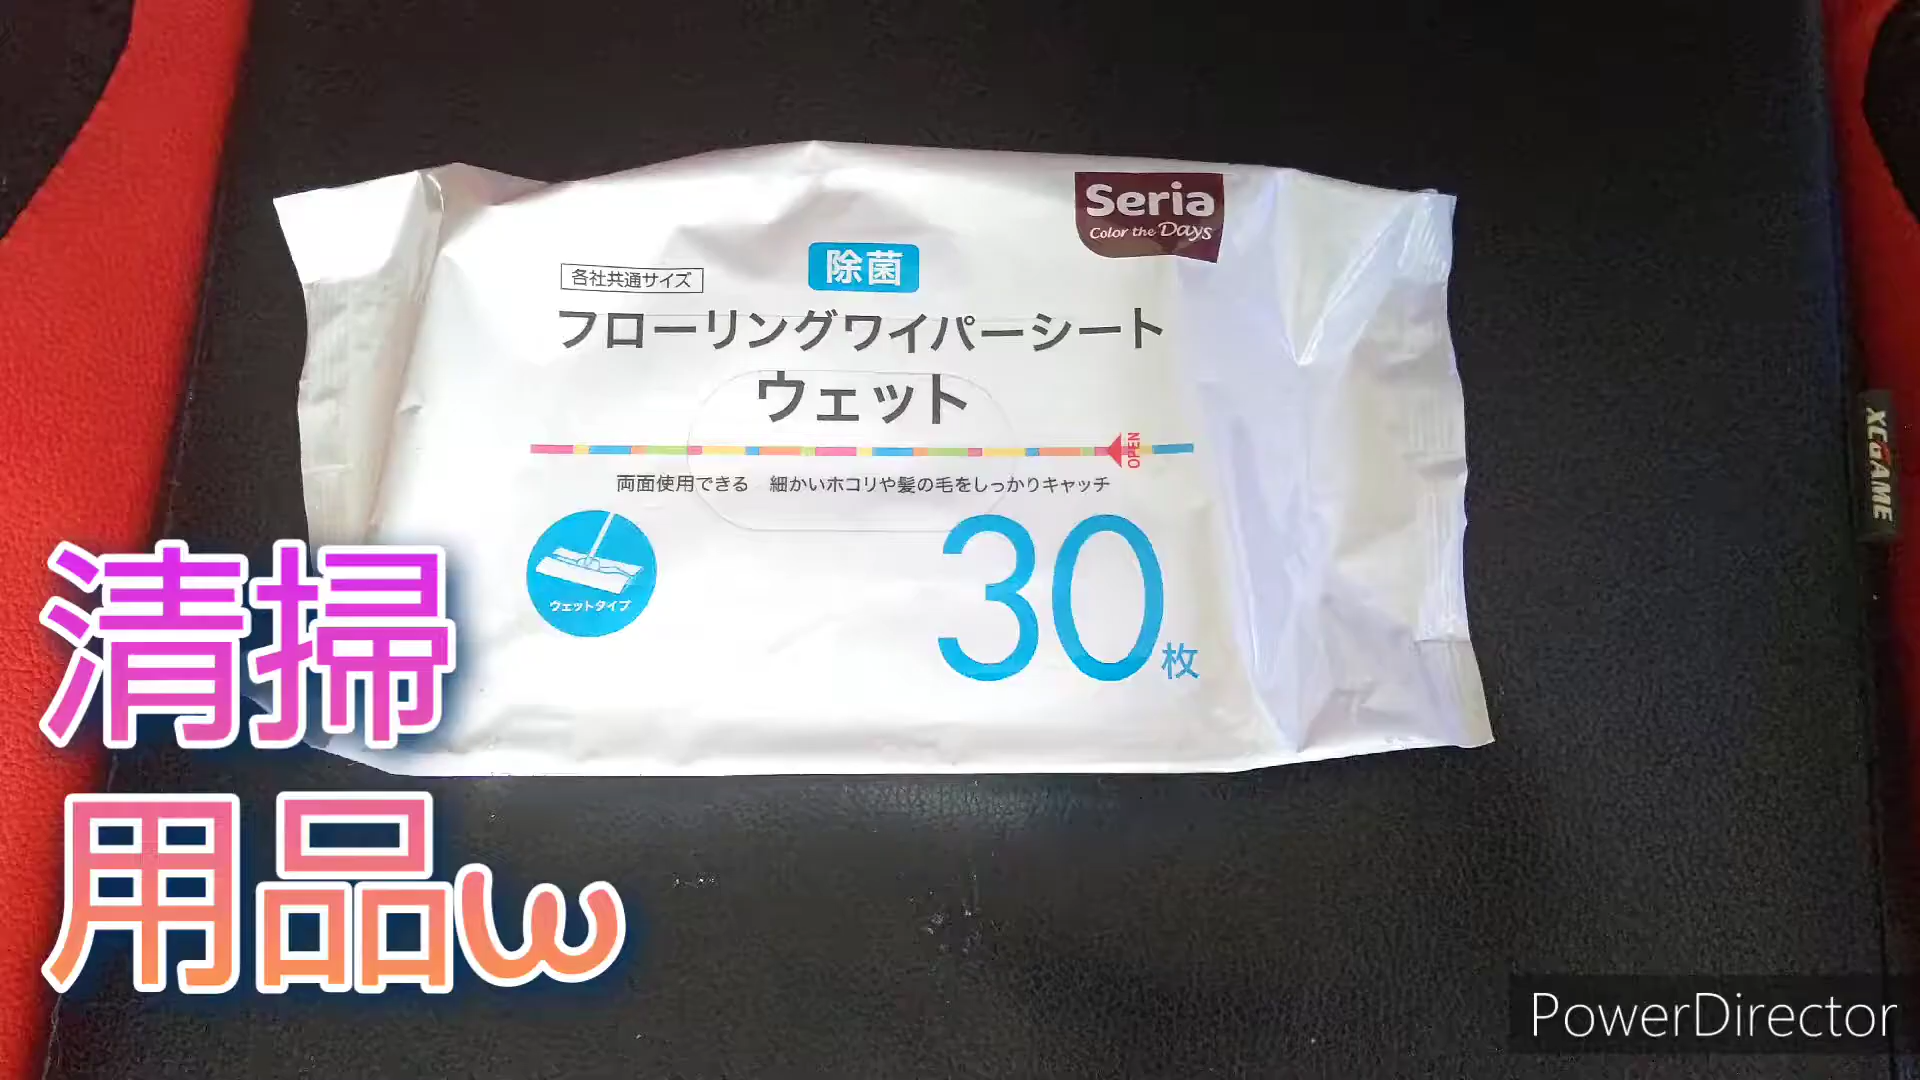 Seria
Color the Days
除菌
各社共通サイズ
フローリングワイパーシート
ウェット
OPEN
両面使用できる 細かいホコリや髪の毛をしっかりキャッチ
ウェットタイプ
30枚
XLGAME
清掃
用品ω
PowerDirector